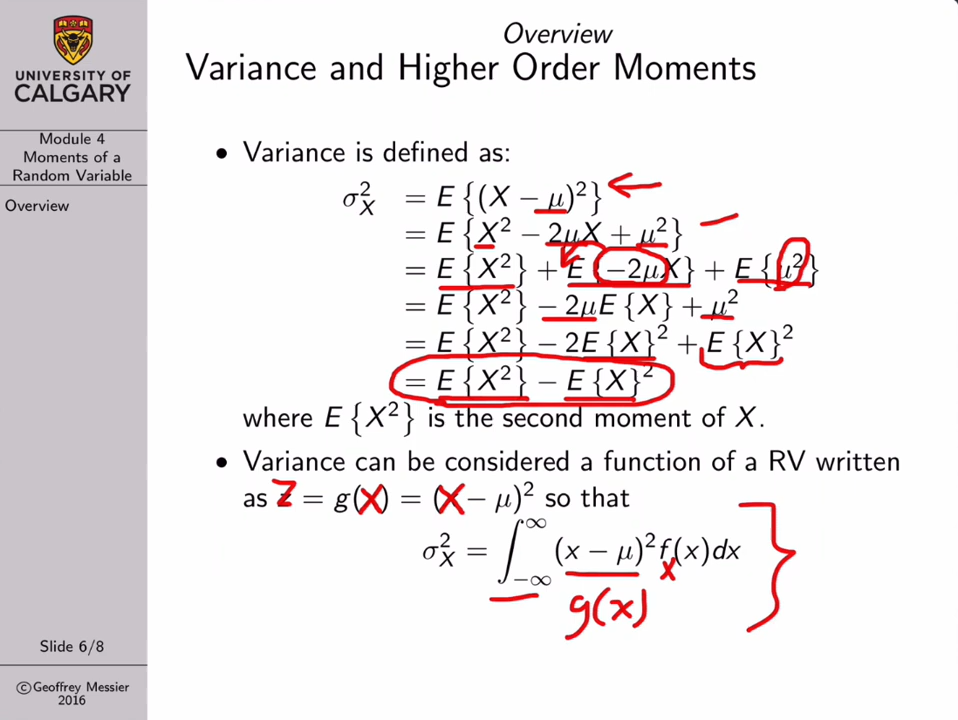 UNIVERSITY OF
CALGARY
Module 4
Moments of a
Random Variable
Overview
Slide 6/8
©Geoffrey Messier
2016
Overview
Variance and Higher Order Moments
• Variance is defined as:
σ²_X = E {(X − μ)²}
= E {X² − 2μX + μ²}
= E {X²} + E {−2μX} + E {μ²}
= E {X²} − 2μE {X} + μ²
= E {X²} − 2E {X}² + E {X}²
= E {X²} − E {X}²
where E {X²} is the second moment of X.
• Variance can be considered a function of a RV written
as Z = g(X) = (X − μ)² so that
σ²_X = ∫_{−∞}^{∞} (x − μ)² f_X(x)dx
g(x)